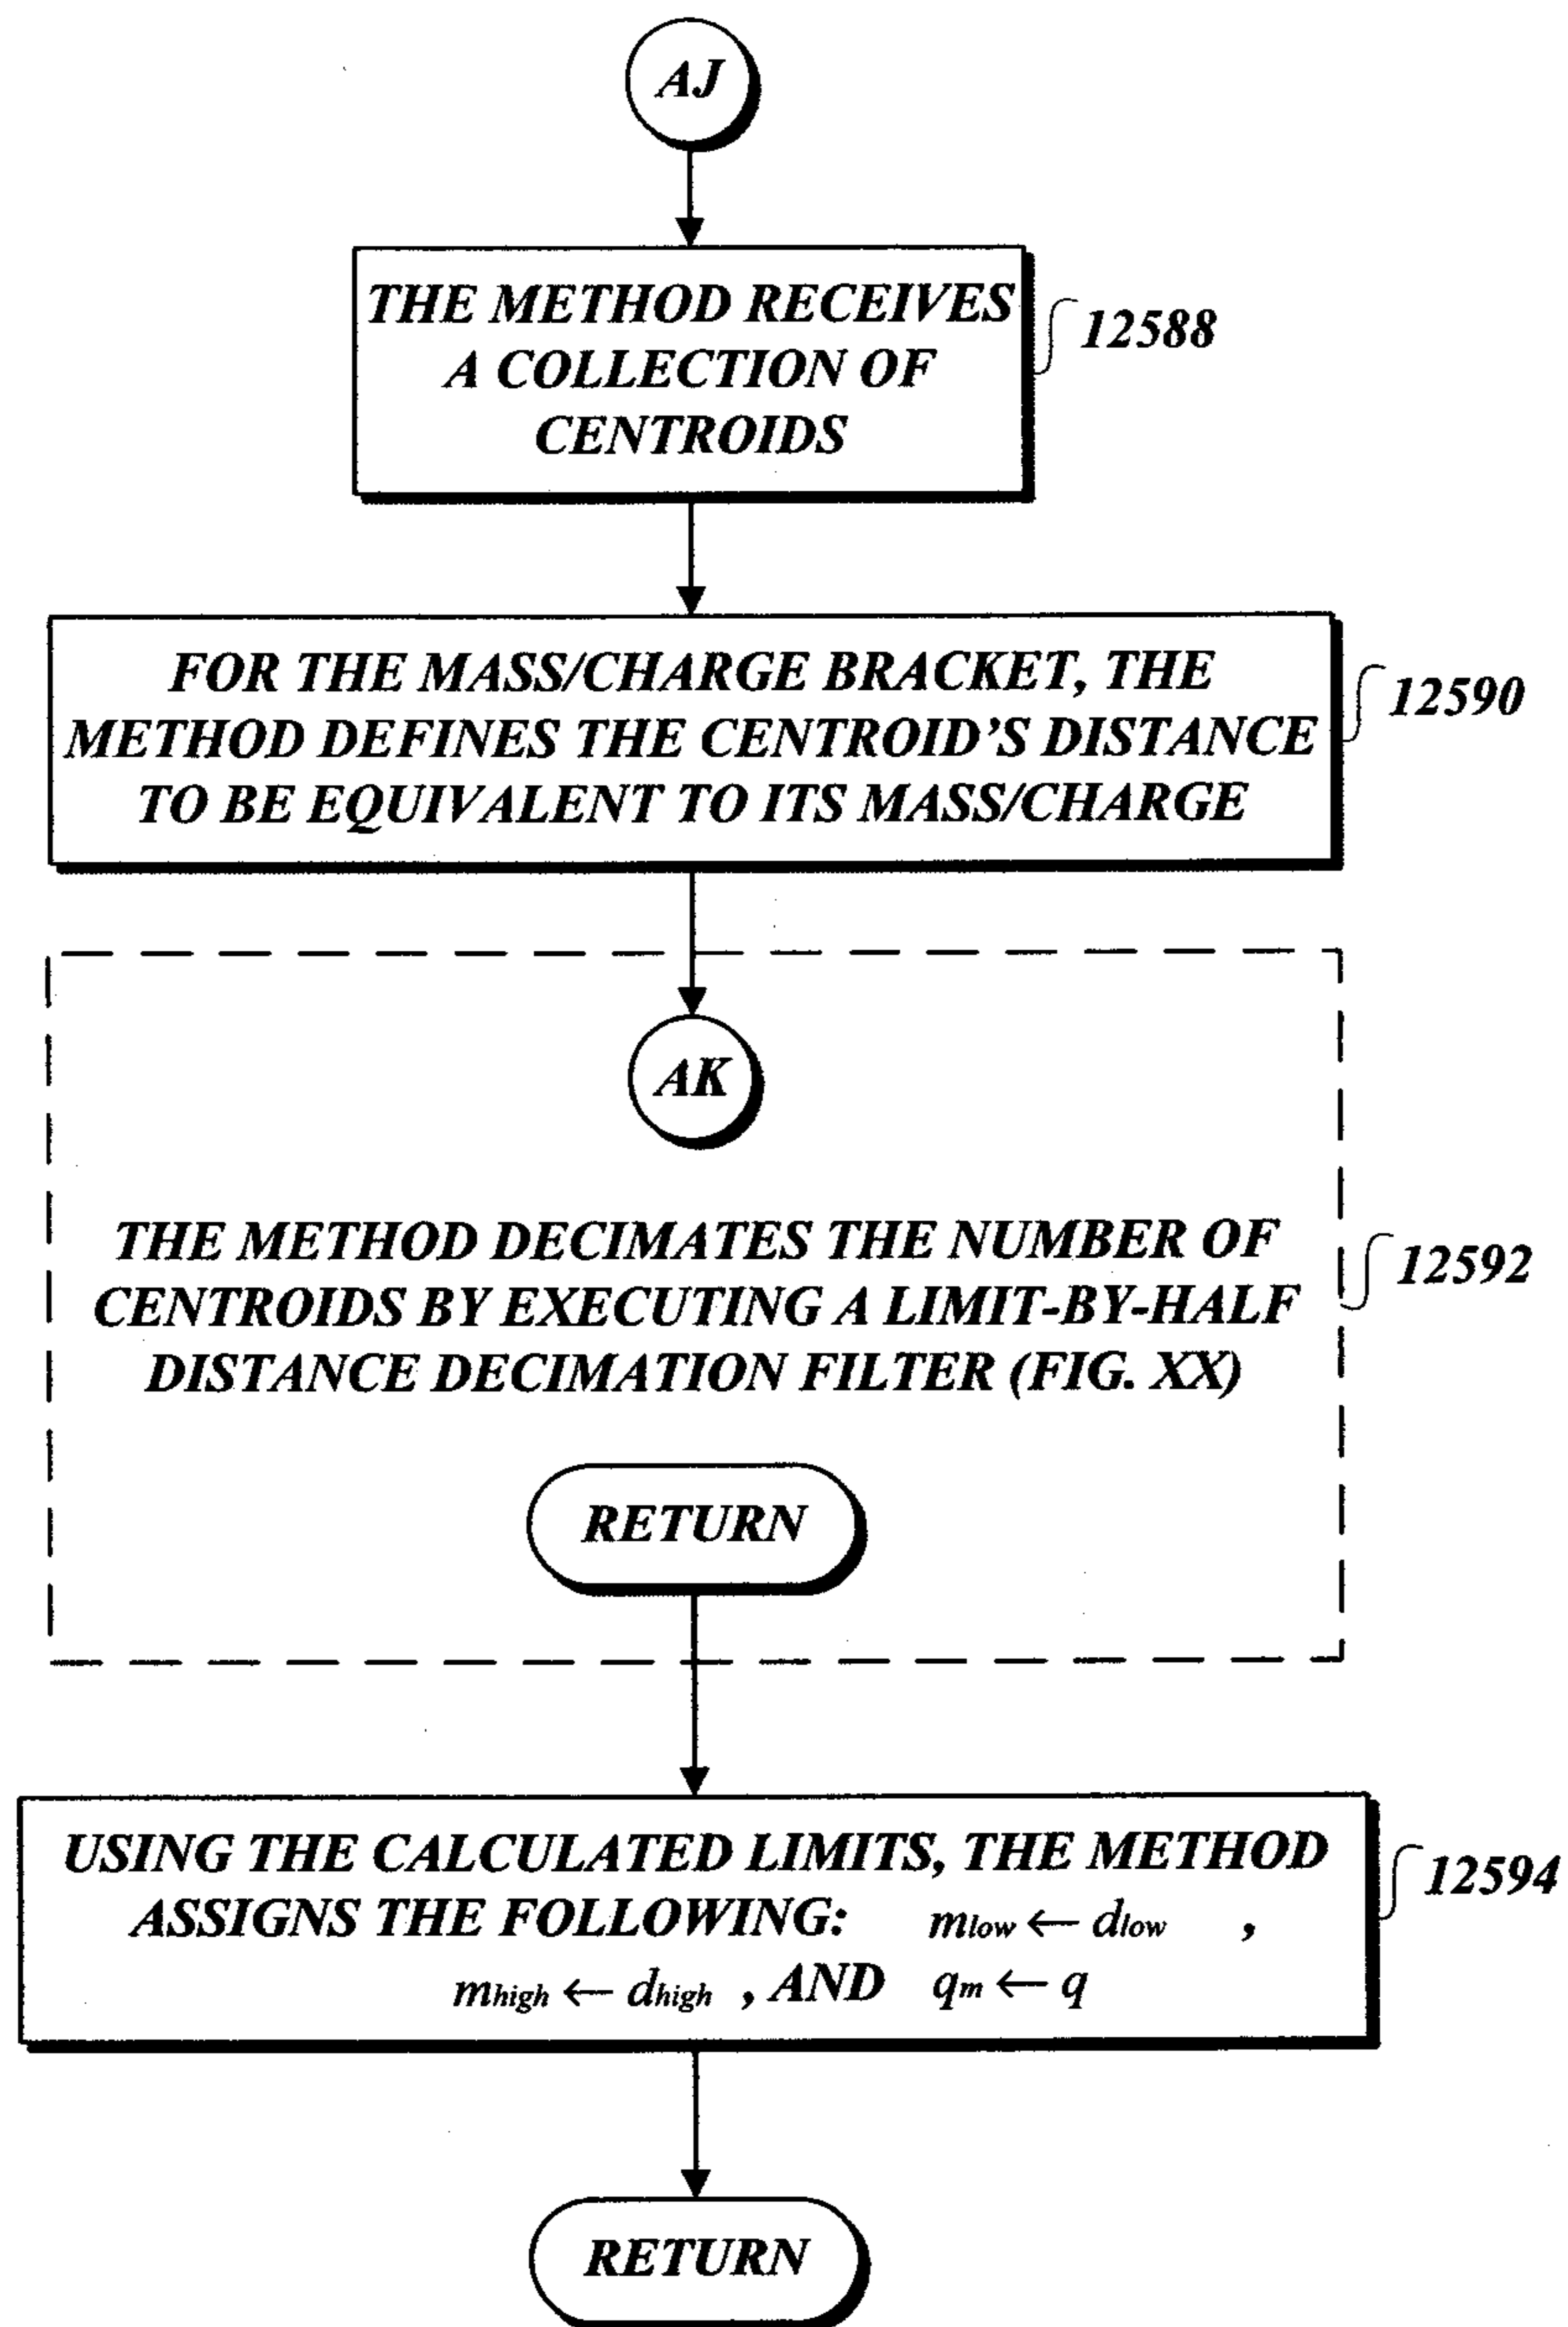 AJ
THE METHOD RECEIVES
A COLLECTION OF
CENTROIDS
12588
FOR THE MASS/CHARGE BRACKET, THE
METHOD DEFINES THE CENTROID'S DISTANCE
TO BE EQUIVALENT TO ITS MASS/CHARGE
12590
AK
THE METHOD DECIMATES THE NUMBER OF
CENTROIDS BY EXECUTING A LIMIT-BY-HALF
DISTANCE DECIMATION FILTER (FIG. XX)
12592
RETURN
USING THE CALCULATED LIMITS, THE METHOD
ASSIGNS THE FOLLOWING: mlow ← dlow ,
mhigh ← dhigh , AND qm ← q
12594
RETURN